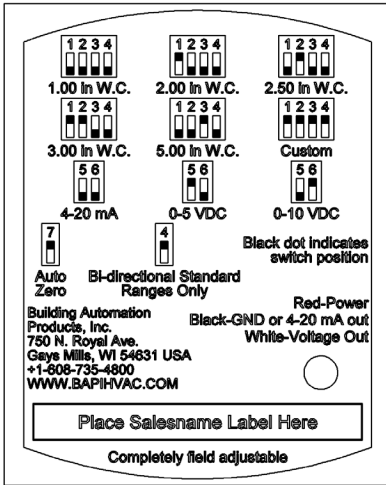 1 2 3 4 1 2 3 4 1 2 3 4
1.00 in W.C. 2.00 in W.C. 2.50 in W.C.
1 2 3 4 1 2 3 4 1 2 3 4
3.00 in W.C. 5.00 in W.C. Custom
5 6 5 6 5 6
4-20 mA 0-5 VDC 0-10 VDC
7 4
Black dot indicates
switch position
Auto
Zero
Bi-directional Standard
Ranges Only
Red-Power
Black-GND or 4-20 mA out
White-Voltage Out
Building Automation
Products, Inc.
750 N. Royal Ave.
Gays Mills, WI 54631 USA
+1-608-735-4800
WWW.BAPIHVAC.COM
Place Salesname Label Here
Completely field adjustable